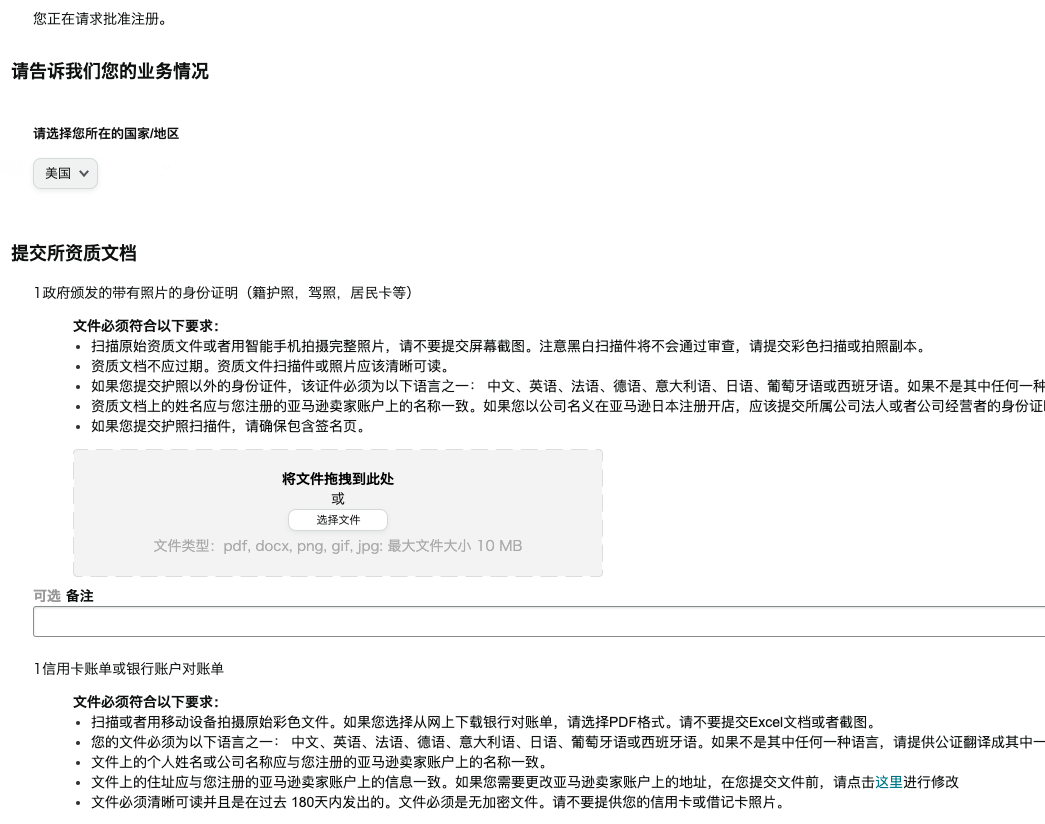 您正在请求批准注册。
请告诉我们您的业务情况
请选择您所在的国家/地区
美国
提交所资质文档
1政府颁发的带有照片的身份证明（籍护照，驾照，居民卡等）
文件必须符合以下要求：
• 扫描原始资质文件或者用智能手机拍摄完整照片，请不要提交屏幕截图。注意黑白扫描件将不会通过审查，请提交彩色扫描或拍照副本。
• 资质文档不应过期。资质文件扫描件或照片应该清晰可读。
• 如果您提交护照以外的身份证件，该证件必须为以下语言之一： 中文、英语、法语、德语、意大利语、日语、葡萄牙语或西班牙语。如果不是其中任何一种
• 资质文档上的姓名应与您注册的亚马逊卖家账户上的名称一致。如果您以公司名义在亚马逊日本注册开店，应该提交所属公司法人或者公司经营者的身份证
• 如果您提交护照扫描件，请确保包含签名页。
将文件拖拽到此处
或
选择文件
文件类型：pdf, docx, png, gif, jpg: 最大文件大小 10 MB
可选 备注
1信用卡账单或银行账户对账单
文件必须符合以下要求：
• 扫描或者用移动设备拍摄原始彩色文件。如果您选择从网上下载银行对账单，请选择PDF格式。请不要提交Excel文档或者截图。
• 您的文件必须为以下语言之一： 中文、英语、法语、德语、意大利语、日语、葡萄牙语或西班牙语。如果不是其中任何一种语言，请提供公证翻译成其中一
• 文件上的个人姓名或公司名称应与您注册的亚马逊卖家账户上的名称一致。
• 文件上的住址应与您注册的亚马逊卖家账户上的信息一致。如果您需要更改亚马逊卖家账户上的地址，在您提交文件前，请点击这里进行修改
• 文件必须清晰可读并且是在过去 180天内发出的。文件必须是无加密文件。请不要提供您的信用卡或借记卡照片。